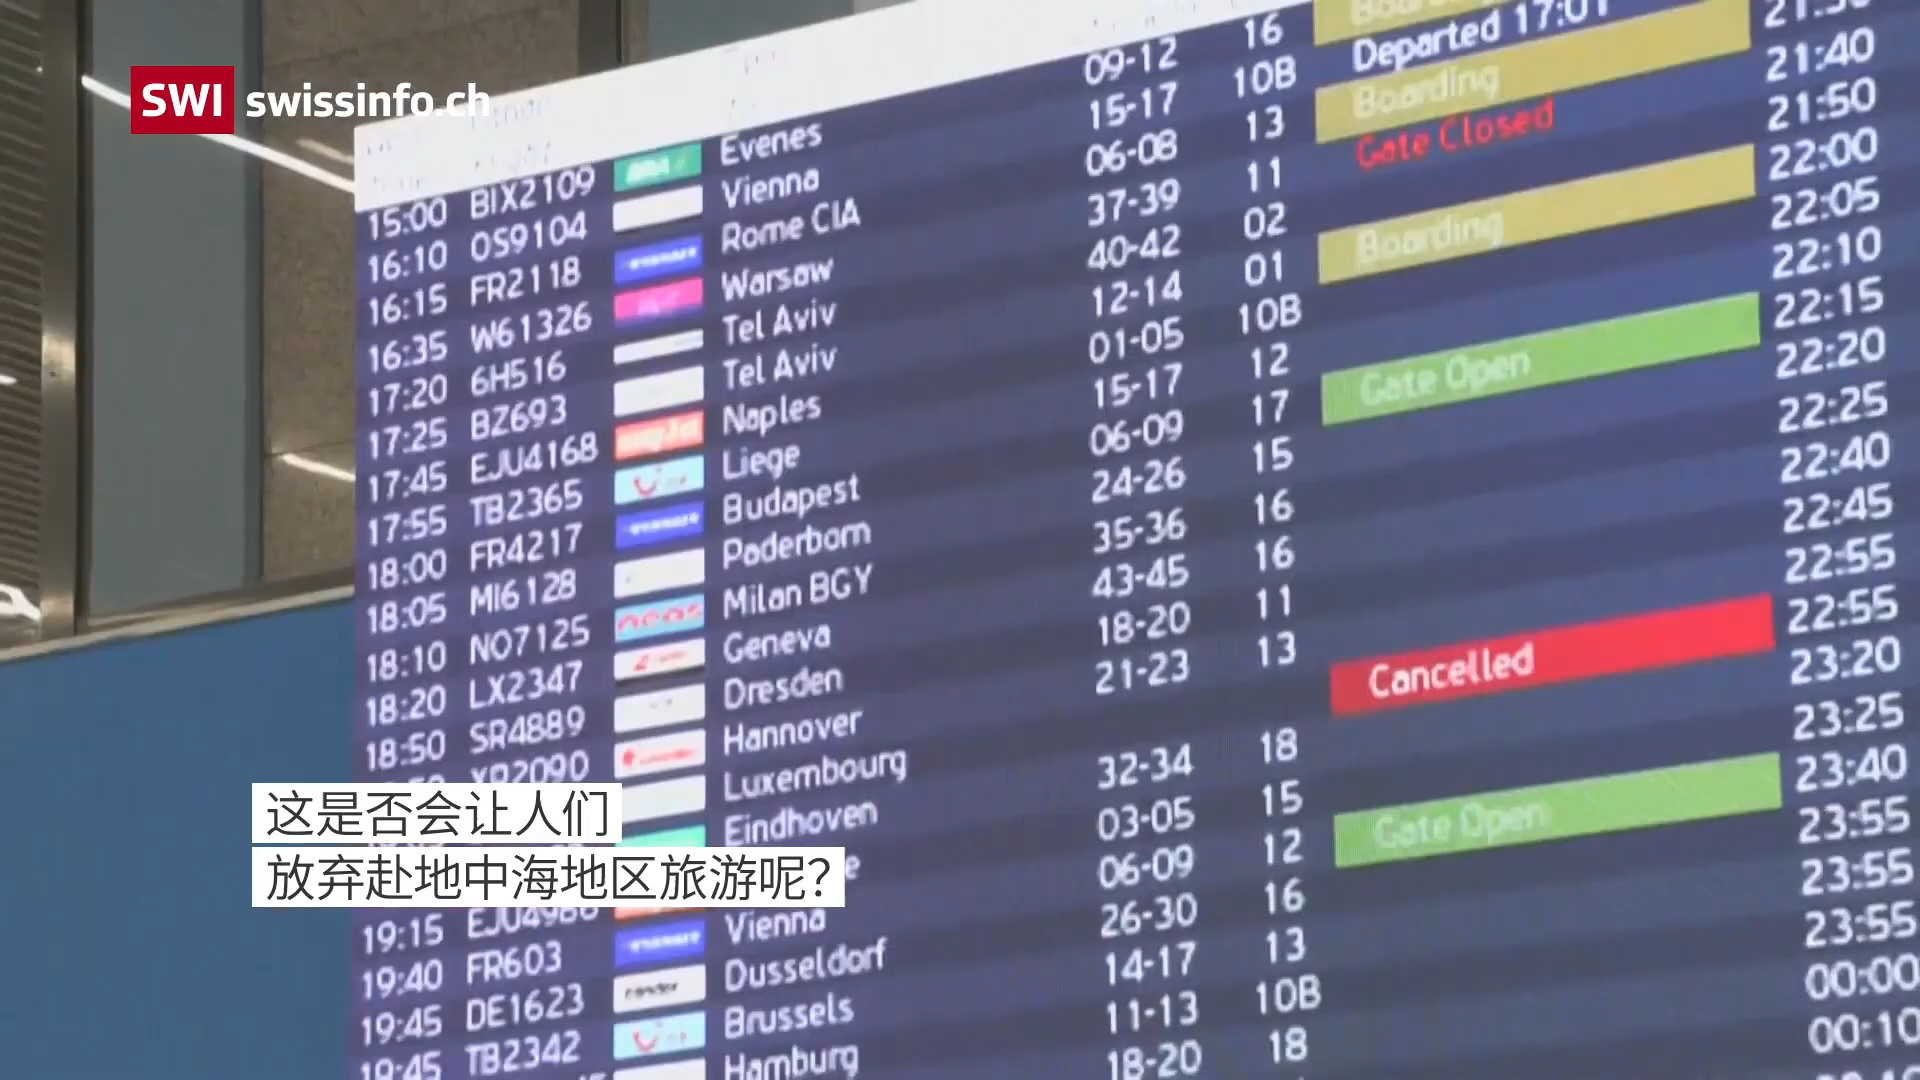 SWI swissinfo.ch
15:00 BIX2109 BRA Evenes 09-12 16 Departed 17:01
16:10 OS9104 Vienna 15-17 10B Boarding 21:40
16:15 FR2118 Rome CIA 06-08 13 Gate Closed 21:50
16:35 W61326 Warsaw 37-39 11 22:00
17:20 6H516 Tel Aviv 40-42 02 Boarding 22:05
17:25 BZ693 Tel Aviv 12-14 01 22:10
17:45 EJU4168 Naples 01-05 10B 22:15
17:55 TB2365 Liege 15-17 12 Gate Open 22:20
18:00 FR4217 Budapest 06-09 17 22:25
18:05 MI6128 Paderborn 24-26 15 22:40
18:10 NO7125 neos Milan BGY 35-36 16 22:45
18:20 LX2347 Geneva 43-45 16 22:55
18:50 SR4889 Dresden 18-20 11 22:55
XR2090 Hannover 21-23 13 Cancelled 23:20
Luxembourg 23:25
Eindhoven 32-34 18 23:40
03-05 15 Gate Open 23:55
19:15 EJU4986 Vienna 06-09 12 23:55
19:40 FR603 Dusseldorf 26-30 16 23:55
19:45 DE1623 condor Brussels 14-17 13 00:00
19:45 TB2342 Hamburg 11-13 10B 00:10
18-20 18
这是否会让人们
放弃赴地中海地区旅游呢？